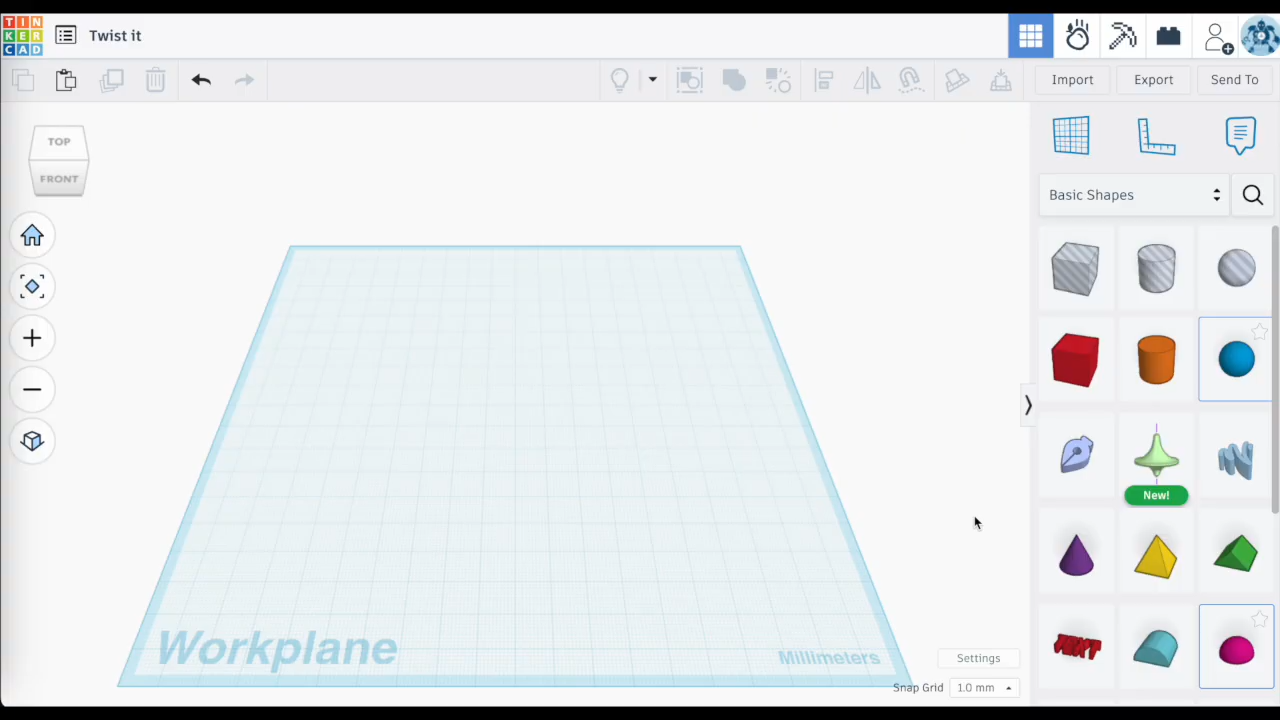 TIN
KER
CAD
Twist it
Import
Export
Send To
TOP
FRONT
Basic Shapes
New!
TEXT
Workplane
Millimeters
Settings
Snap Grid
1.0 mm